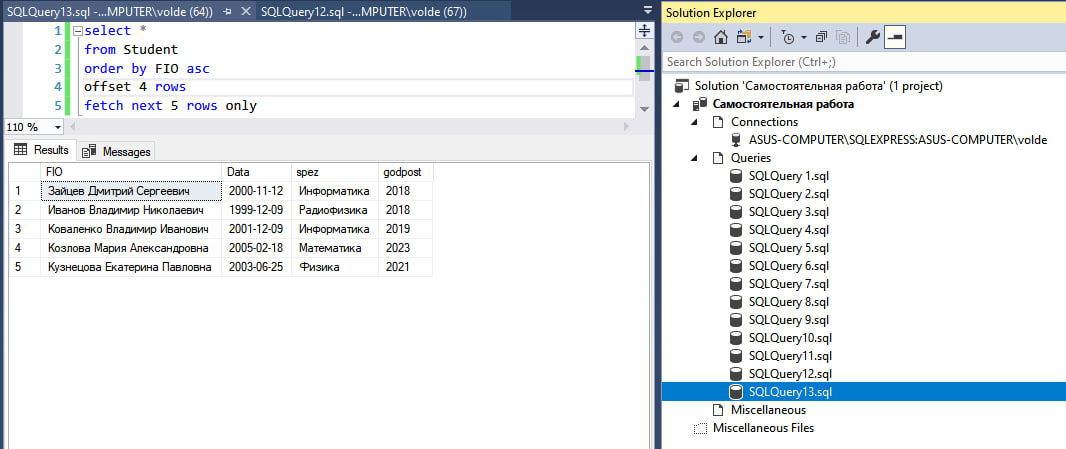 SQLQuery13.sql -...MPUTER\volde (64)) SQLQuery12.sql -...MPUTER\volde (67))
1 select *
2 from Student
3 order by FIO asc
4 offset 4 rows
5 fetch next 5 rows only
110 %
Results Messages
FIO Data spez godpost
1 Зайцев Дмитрий Сергеевич 2000-11-12 Информатика 2018
2 Иванов Владимир Николаевич 1999-12-09 Радиофизика 2018
3 Коваленко Владимир Иванович 2001-12-09 Информатика 2019
4 Козлова Мария Александровна 2005-02-18 Математика 2023
5 Кузнецова Екатерина Павловна 2003-06-25 Физика 2021
Solution Explorer
Search Solution Explorer (Ctrl+;)
Solution 'Самостоятельная работа' (1 project)
Самостоятельная работа
Connections
ASUS-COMPUTER\SQLEXPRESS:ASUS-COMPUTER\volde
Queries
SQLQuery 1.sql
SQLQuery 2.sql
SQLQuery 3.sql
SQLQuery 4.sql
SQLQuery 5.sql
SQLQuery 6.sql
SQLQuery 7.sql
SQLQuery 8.sql
SQLQuery 9.sql
SQLQuery10.sql
SQLQuery11.sql
SQLQuery12.sql
SQLQuery13.sql
Miscellaneous
Miscellaneous Files